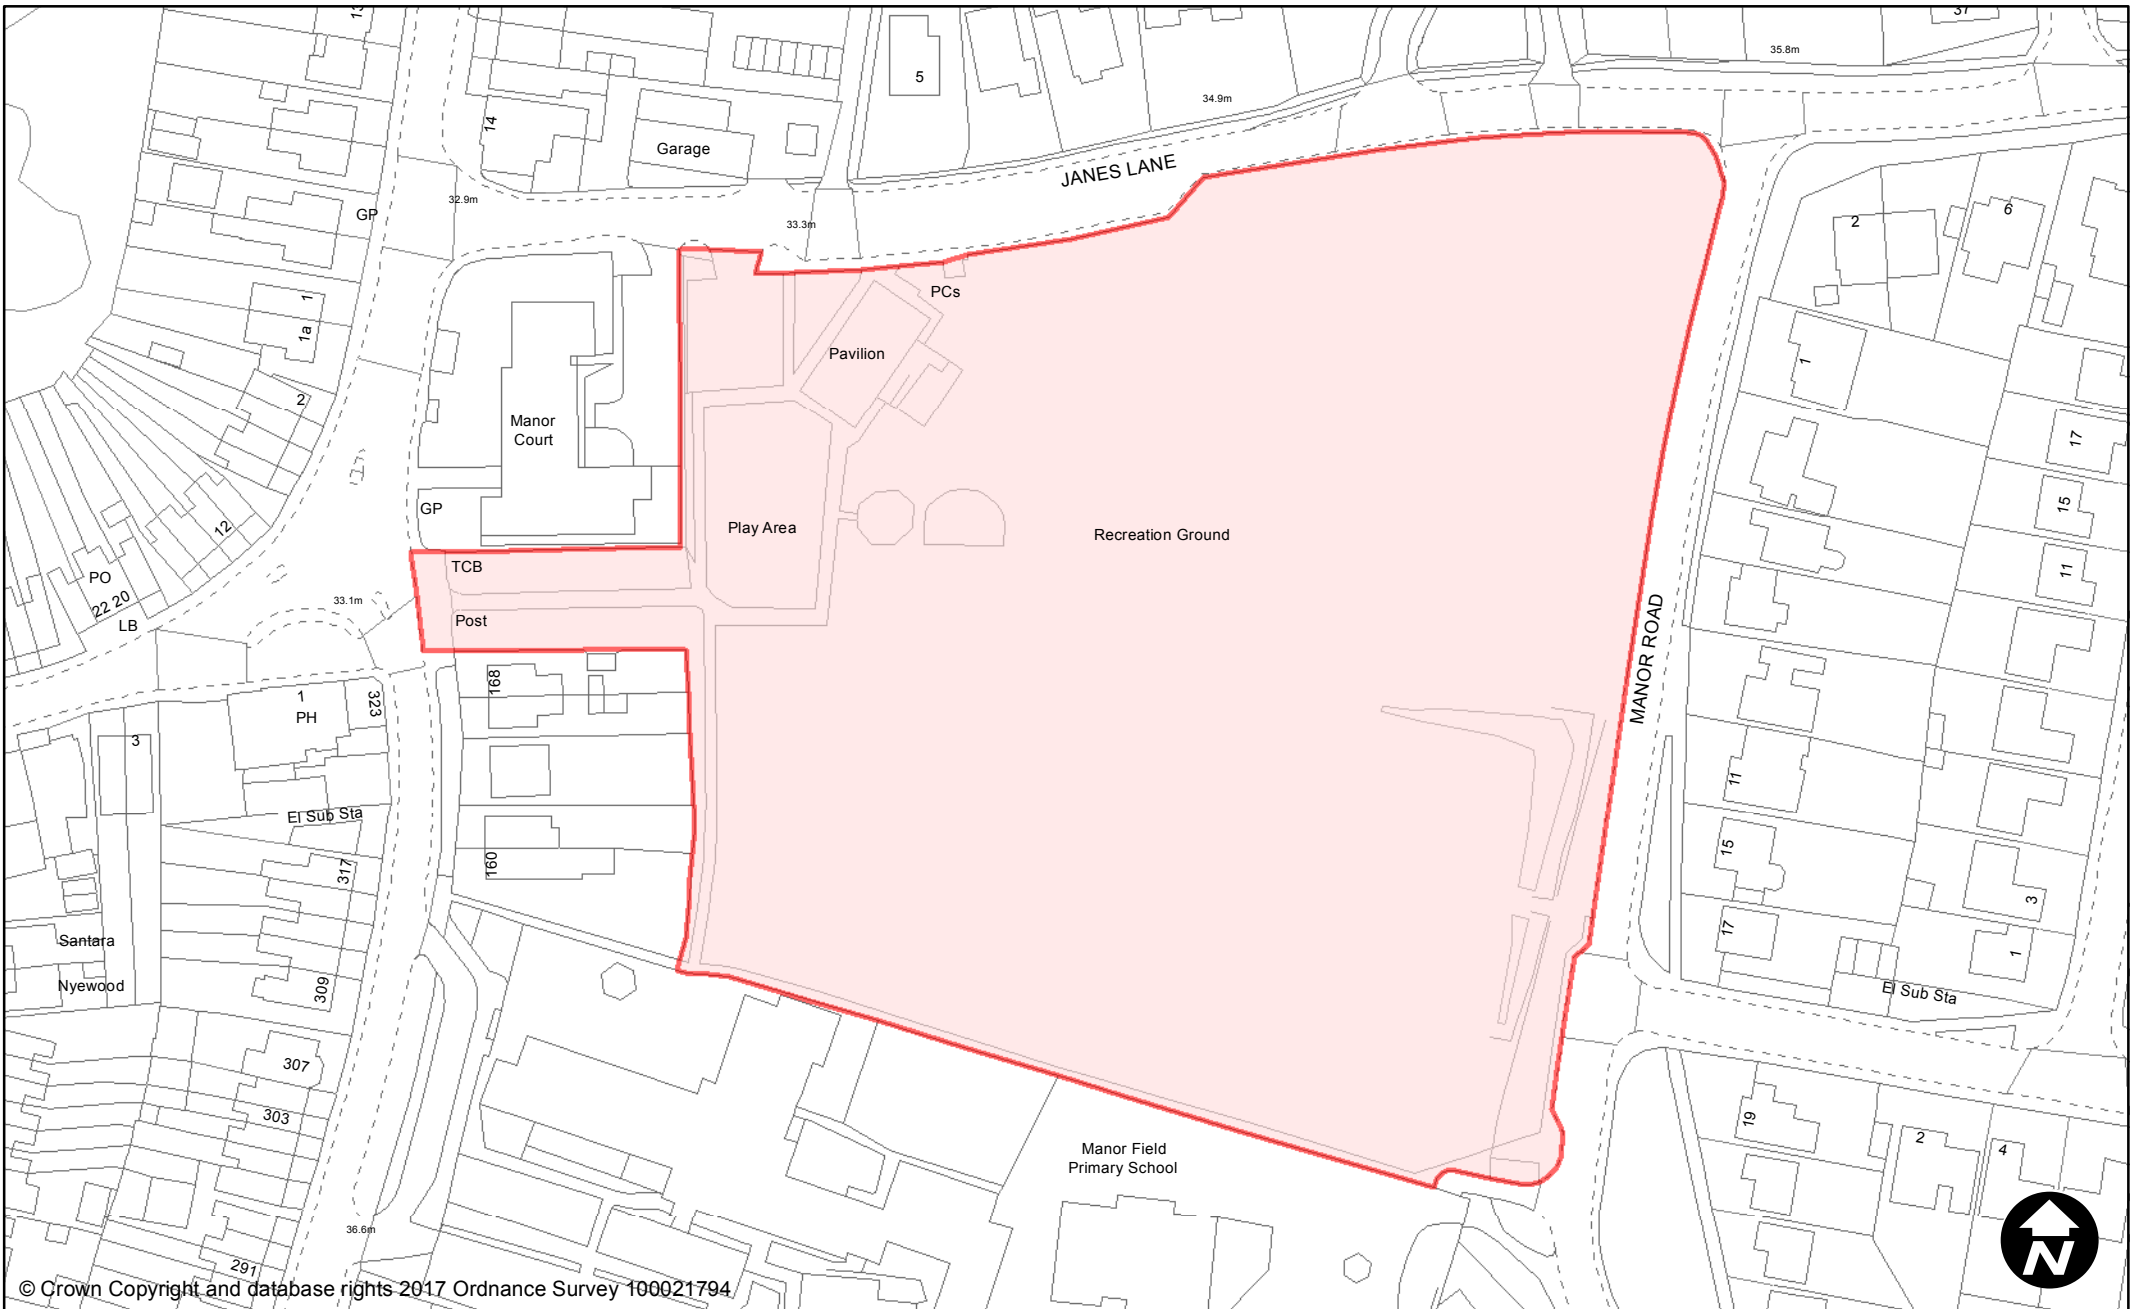 13
37
35.8m
5
34.9m
14
Garage
JANES LANE
32.9m
GP
33.3m
2
6
PCs
1
1a
Pavilion
1
2
Manor
Court
17
GP
12
Play Area
Recreation Ground
15
11
TCB
PO
22 20
33.1m
LB
Post
MANOR ROAD
168
1
PH
323
3
11
El Sub Sta
15
160
317
3
17
Santara
1
Nyewood
309
El Sub Sta
307
303
19
2
4
Manor Field
Primary School
36.6m
291
N
© Crown Copyright and database rights 2017 Ordnance Survey 100021794